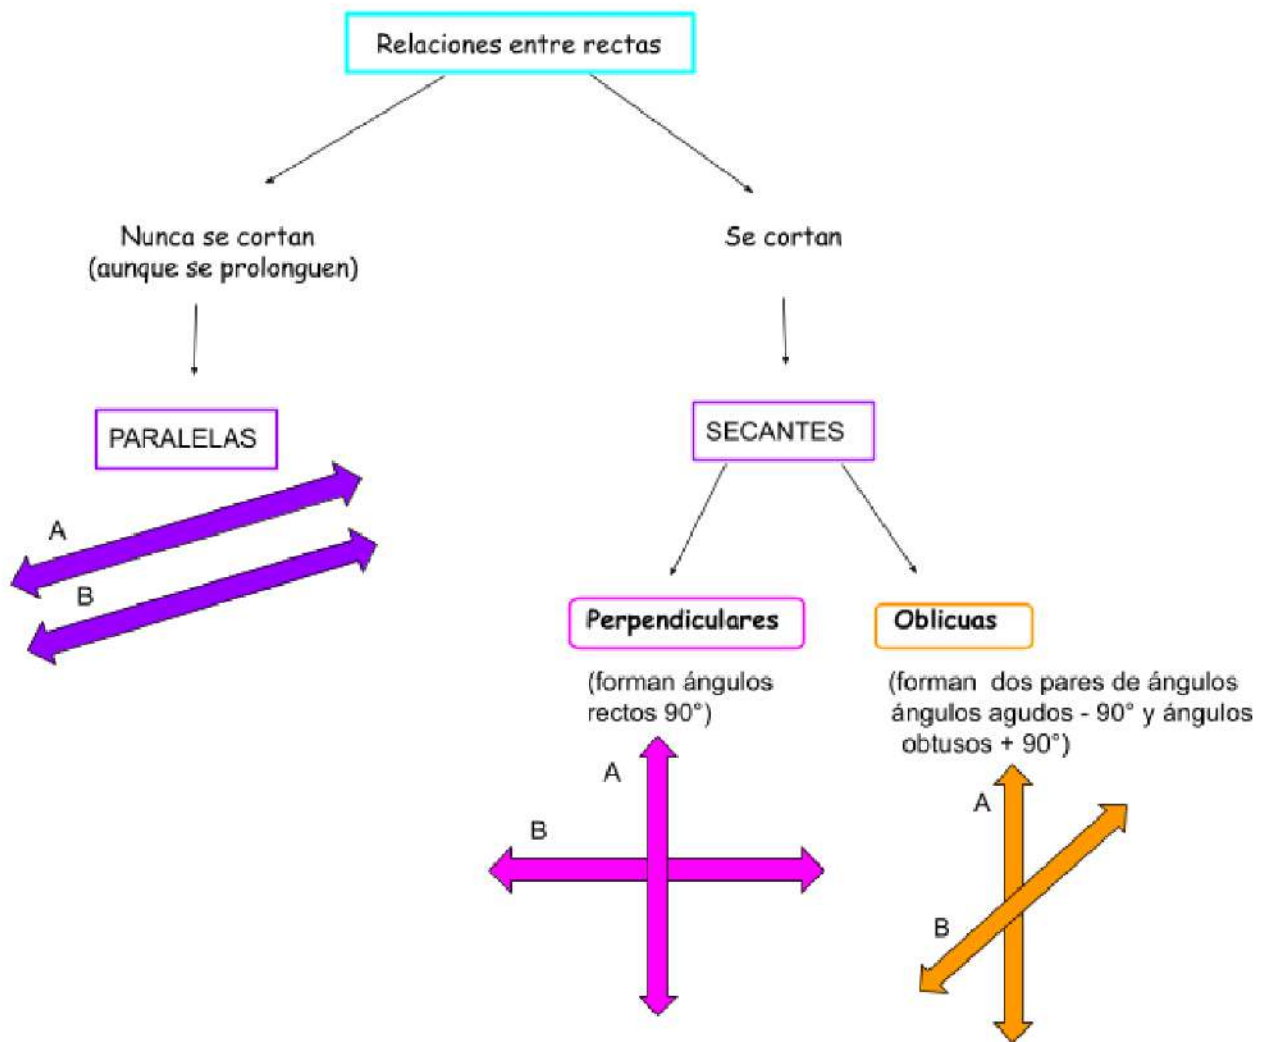 Relaciones entre rectas
Nunca se cortan
(aunque se prolonguen)
Se cortan
PARALELAS
A
B
SECANTES
Perpendiculares
(forman ángulos
rectos 90°)
A
B
Oblicuas
(forman dos pares de ángulos
ángulos agudos - 90° y ángulos
obtusos + 90°)
A
B